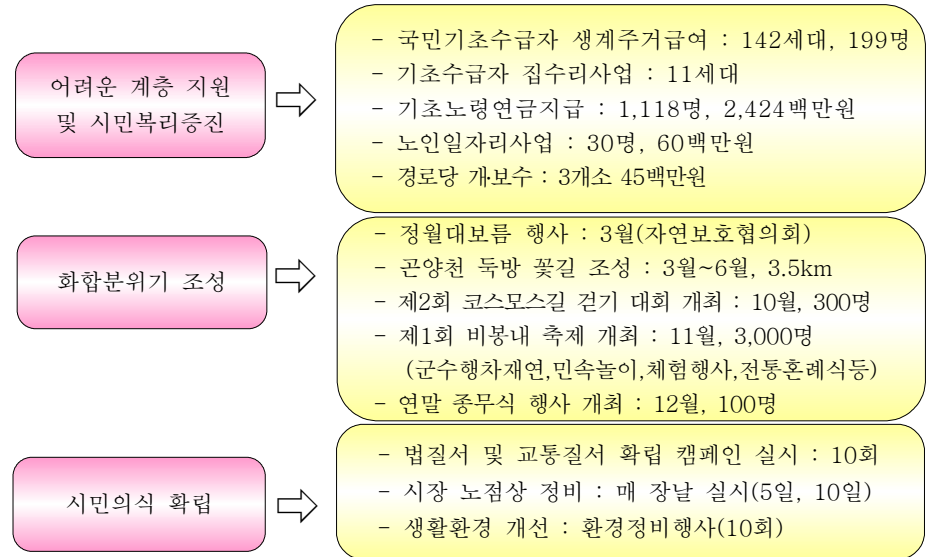 어려운 계층 지원
및 시민복리증진
- 국민기초수급자 생계주거급여 : 142세대, 199명
- 기초수급자 집수리사업 : 11세대
- 기초노령연금지급 : 1,118명, 2,424백만원
- 노인일자리사업 : 30명, 60백만원
- 경로당 개·보수 : 3개소 45백만원
화합분위기 조성
- 정월대보름 행사 : 3월(자연보호협의회)
- 곤양천 둑방 꽃길 조성 : 3월~6월, 3.5km
- 제2회 코스모스길 걷기 대회 개최 : 10월, 300명
- 제1회 비봉내 축제 개최 : 11월, 3,000명
(군수행차재연,민속놀이,체험행사,전통혼례식등)
- 연말 종무식 행사 개최 : 12월, 100명
시민의식 확립
- 법질서 및 교통질서 확립 캠페인 실시 : 10회
- 시장 노점상 정비 : 매 장날 실시(5일, 10일)
- 생활환경 개선 : 환경정비행사(10회)